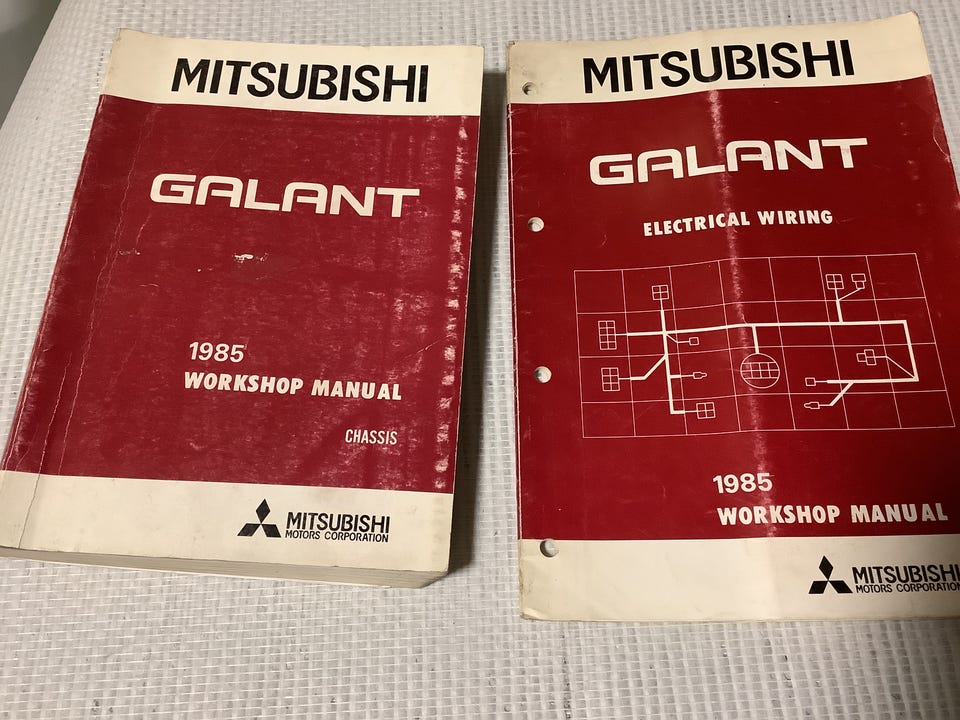 MITSUBISHI
GALANT
1985
WORKSHOP MANUAL
CHASSIS
MITSUBISHI
MOTORS CORPORATION
MITSUBISHI
GALANT
ELECTRICAL WIRING
1985
WORKSHOP MANUAL
MITSUBISHI
MOTORS CORPORATION